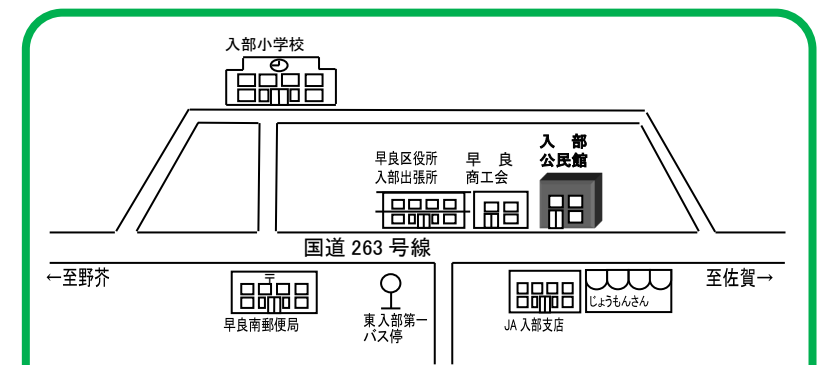 入部小学校
入 部
公民館
早良区役所
入部出張所
早 良
商工会
国道 263 号線
←至野芥
至佐賀→
〒
早良南郵便局
東入部第一
バス停
JA 入部支店
じょうもんさん